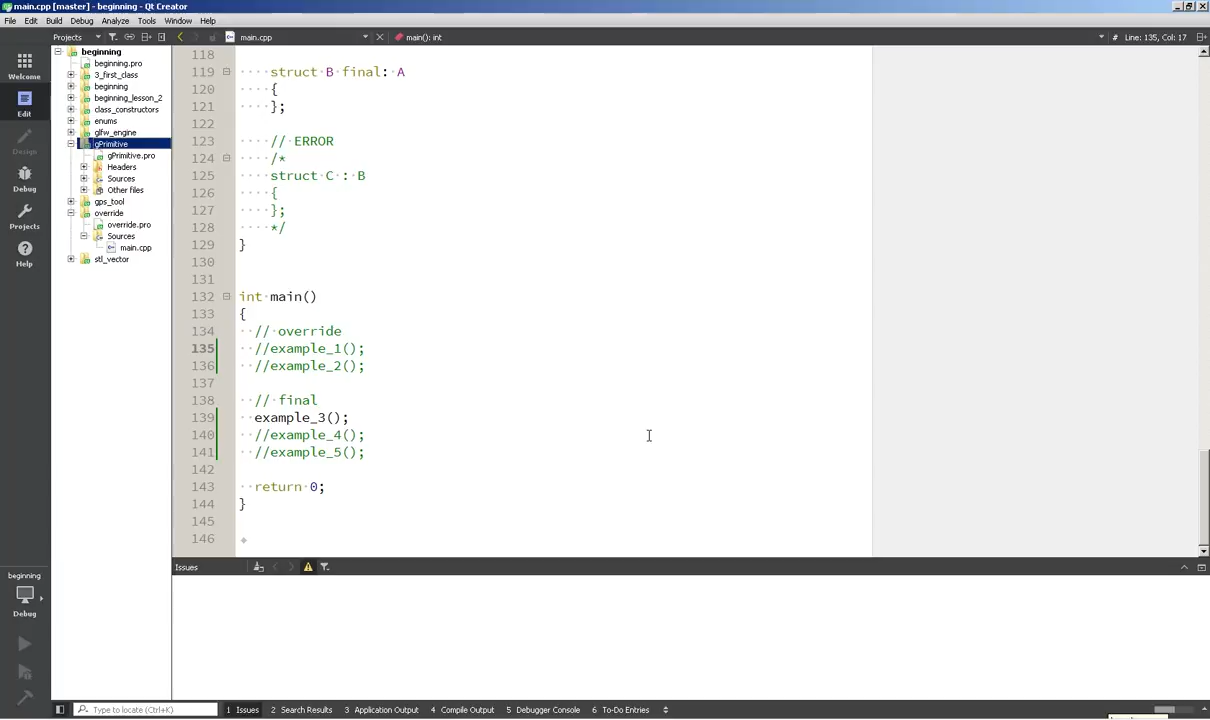 main.cpp [master] - beginning - Qt Creator
File Edit Build Debug Analyze Tools Window Help
Projects main.cpp main(): int # Line: 135, Col: 17
Welcome
Edit
Design
Debug
Projects
Help
beginning
beginning.pro
3_first_class
beginning
beginning_lesson_2
class_constructors
enums
glfw_engine
gPrimitive
gPrimitive.pro
Headers
Sources
Other files
gps_tool
override
override.pro
Sources
main.cpp
stl_vector
118
119 struct B final: A
120 {
121 };
122
123 // ERROR
124 /*
125 struct C : B
126 {
127 };
128 */
129 }
130
131
132 int main()
133 {
134 // override
135 //example_1();
136 //example_2();
137
138 // final
139 example_3();
140 //example_4();
141 //example_5();
142
143 return 0;
144 }
145
146
Issues
beginning
Debug
Type to locate (Ctrl+K) 1 Issues 2 Search Results 3 Application Output 4 Compile Output 5 Debugger Console 6 To-Do Entries